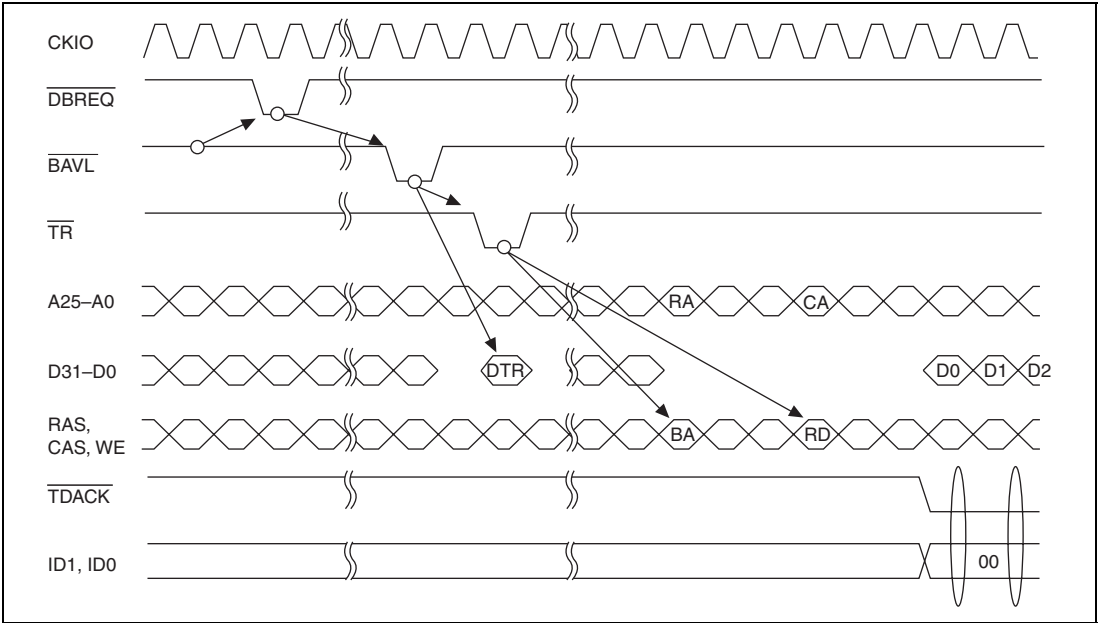 CKIO
DBREQ
BAVL
TR
A25–A0 RA CA
D31–D0 DTR D0 D1 D2
RAS,
CAS, WE BA RD
TDACK
ID1, ID0 00